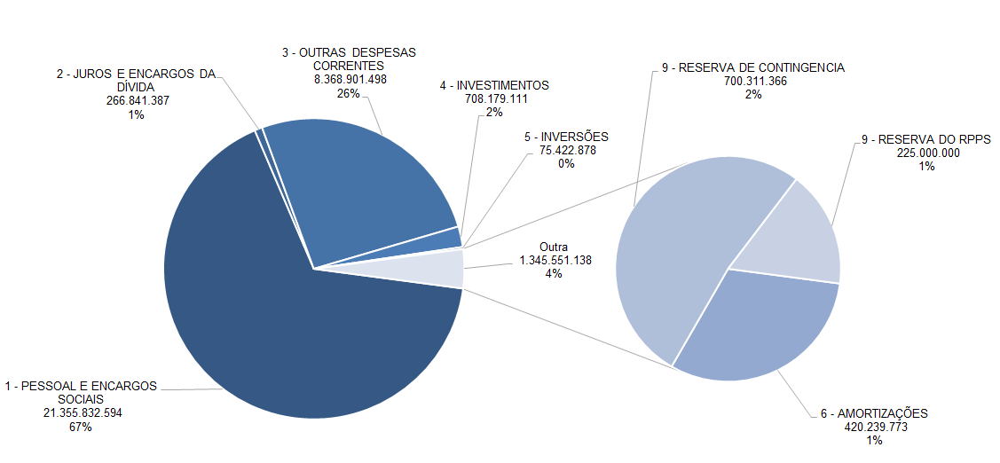 3 - OUTRAS DESPESAS
CORRENTES
8.368.901.498
26%
2 - JUROS E ENCARGOS DA
DÍVIDA
266.841.387
1%
4 - INVESTIMENTOS
708.179.111
2%
5 - INVERSÕES
75.422.878
0%
Outra
1.345.551.138
4%
1 - PESSOAL E ENCARGOS
SOCIAIS
21.355.832.594
67%
9 - RESERVA DE CONTINGENCIA
700.311.366
2%
9 - RESERVA DO RPPS
225.000.000
1%
6 - AMORTIZAÇÕES
420.239.773
1%